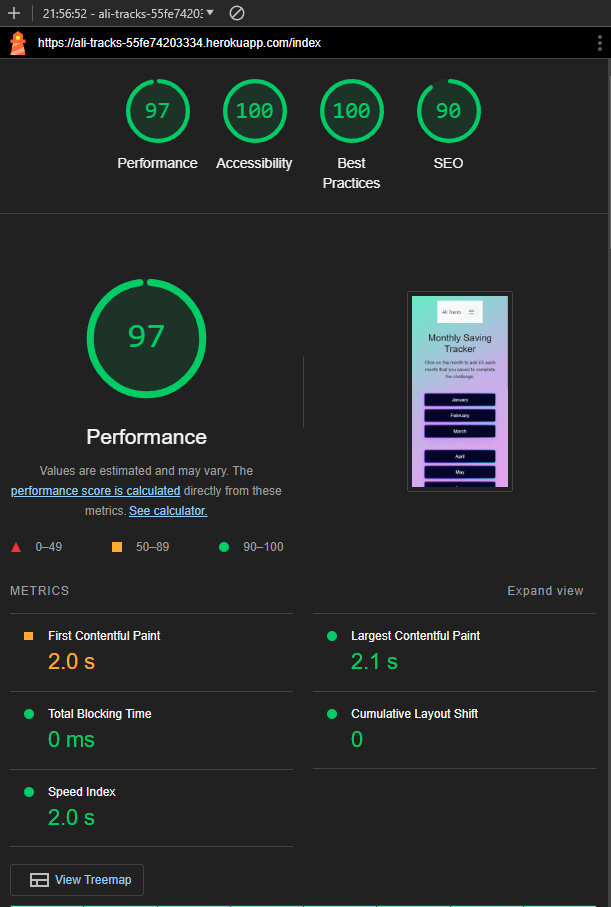 21:56:52 - ali-tracks-55fe74203
https://ali-tracks-55fe74203334.herokuapp.com/index
97
100
100
90
Performance
Accessibility
Best
Practices
SEO
97
Performance
Values are estimated and may vary. The
performance score is calculated directly from these
metrics. See calculator.
0–49
50–89
90–100
Ali Tracks
Monthly Saving
Tracker
Click on the month to add £5 each
month that you saved to complete
the challenge
January
February
March
April
May
METRICS
Expand view
First Contentful Paint
2.0 s
Largest Contentful Paint
2.1 s
Total Blocking Time
0 ms
Cumulative Layout Shift
0
Speed Index
2.0 s
View Treemap